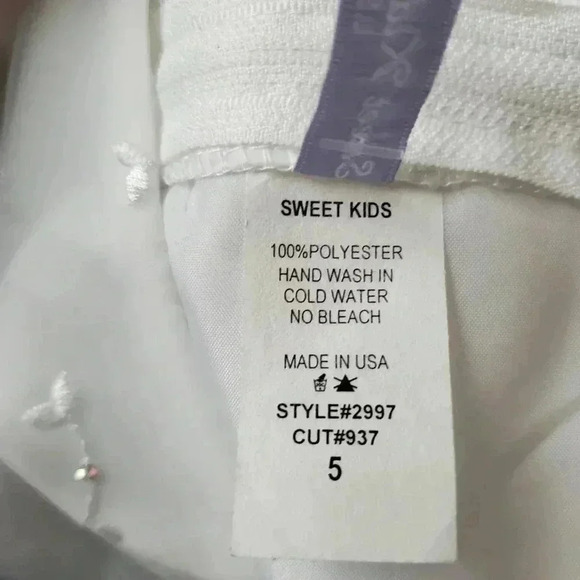 SWEET KIDS
100%POLYESTER
HAND WASH IN
COLD WATER
NO BLEACH
MADE IN USA
STYLE#2997
CUT#937
5